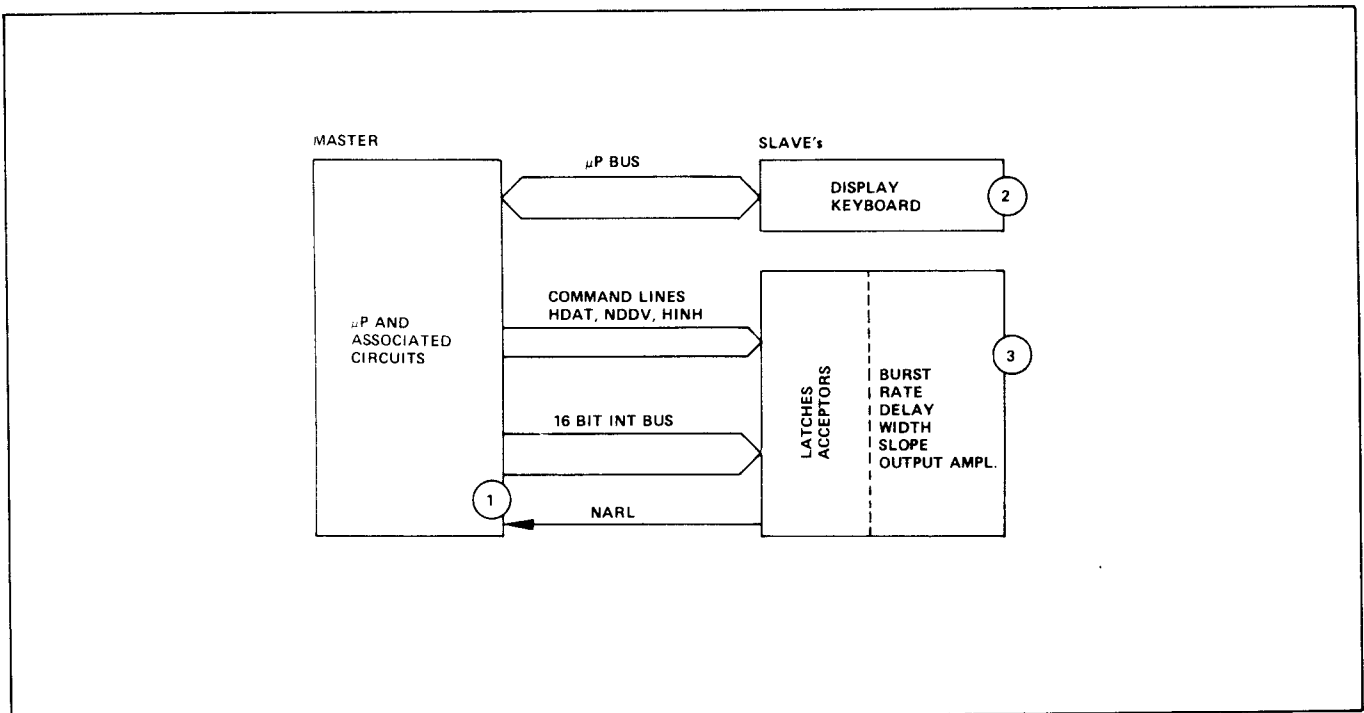 MASTER
SLAVE's
μP BUS
DISPLAY
KEYBOARD
2
COMMAND LINES
HDAT, NDDV, HINH
μP AND
ASSOCIATED
CIRCUITS
3
LATCHES
ACCEPTORS
BURST
RATE
DELAY
WIDTH
SLOPE
OUTPUT AMPL.
16 BIT INT BUS
1
NARL